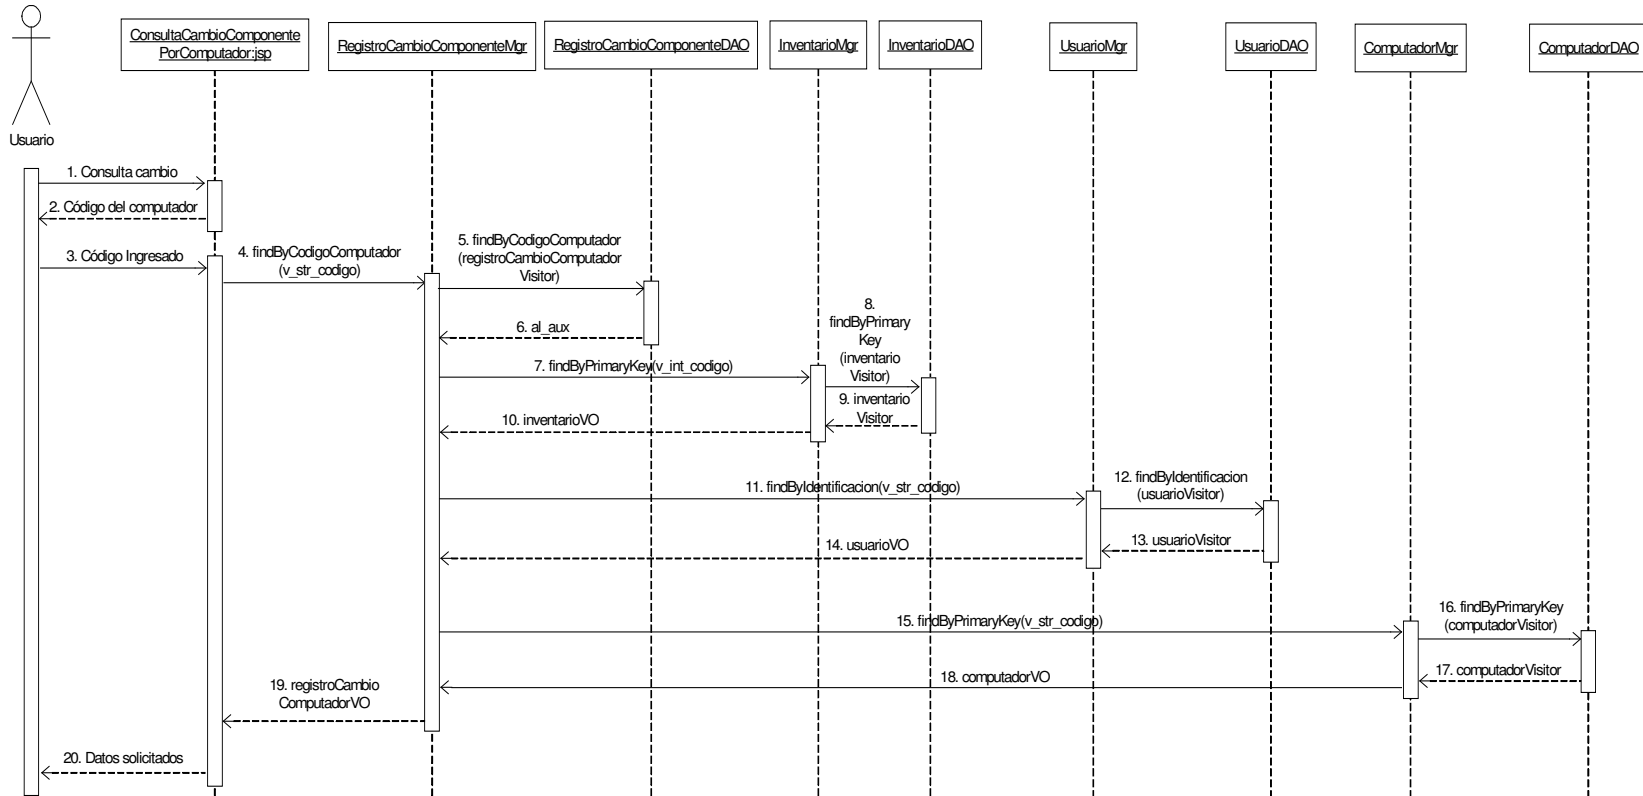 ConsultaCambioComponente
PorComputador:jsp
RegistroCambioComponenteMgr
RegistroCambioComponenteDAO
InventarioMgr
InventarioDAO
UsuarioMgr
UsuarioDAO
ComputadorMgr
ComputadorDAO
Usuario
1. Consulta cambio
2. Código del computador
3. Código Ingresado
4. findByCodigoComputador
(v_str_codigo)
5. findByCodigoComputador
(registroCambioComputador
Visitor)
6. al_aux
7. findByPrimaryKey(v_int_codigo)
8.
findByPrimary
Key
(inventario
Visitor)
9. inventario
Visitor
10. inventarioVO
11. findByIdentificacion(v_str_codigo)
12. findByIdentificacion
(usuarioVisitor)
13. usuarioVisitor
14. usuarioVO
15. findByPrimaryKey(v_str_codigo)
16. findByPrimaryKey
(computadorVisitor)
17. computadorVisitor
18. computadorVO
19. registroCambio
ComputadorVO
20. Datos solicitados